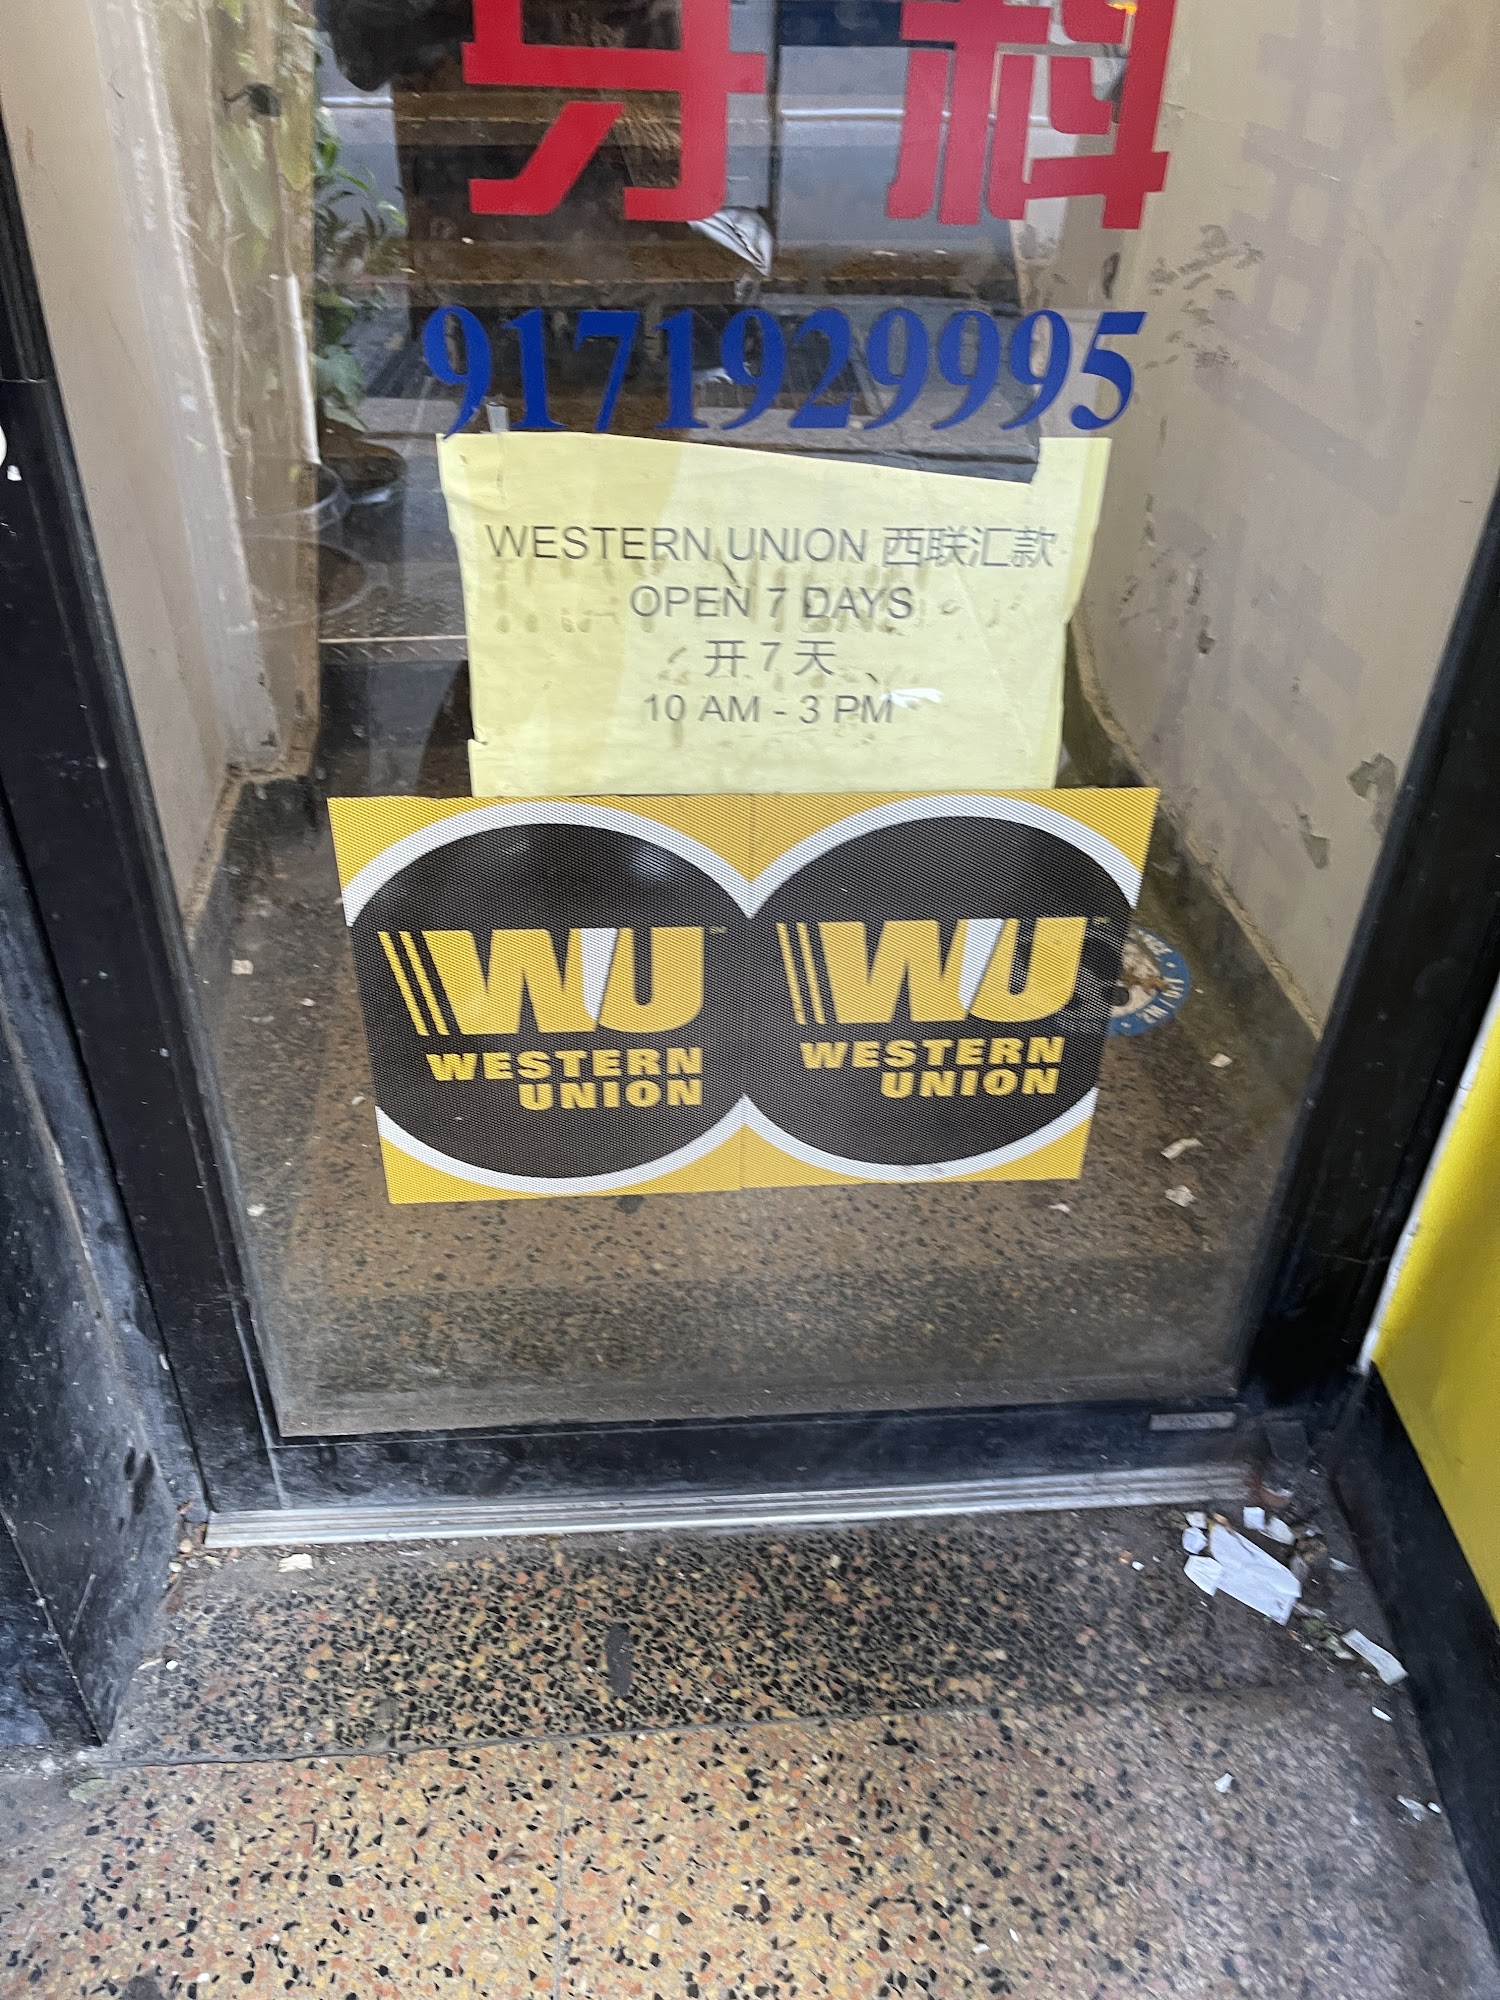 牙科
9171929995
WESTERN UNION 西联汇款
OPEN 7 DAYS
开 7 天
10 AM - 3 PM
WU
WESTERN
UNION
WU
WESTERN
UNION